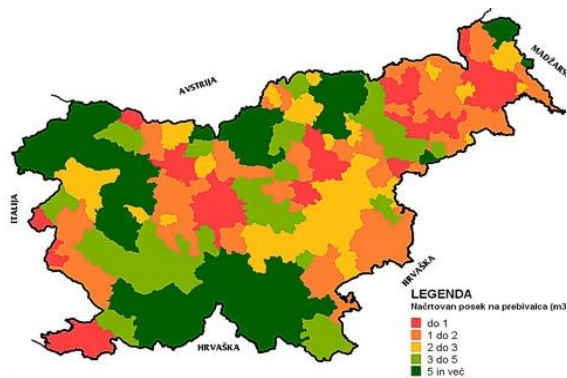 AVSTRIJA
MADŽARS
ITALIJA
HRVAŠKA
HRVAŠKA
LEGENDA
Načrtovan posek na prebivalca (m3
do 1
1 do 2
2 do 3
3 do 5
5 in več